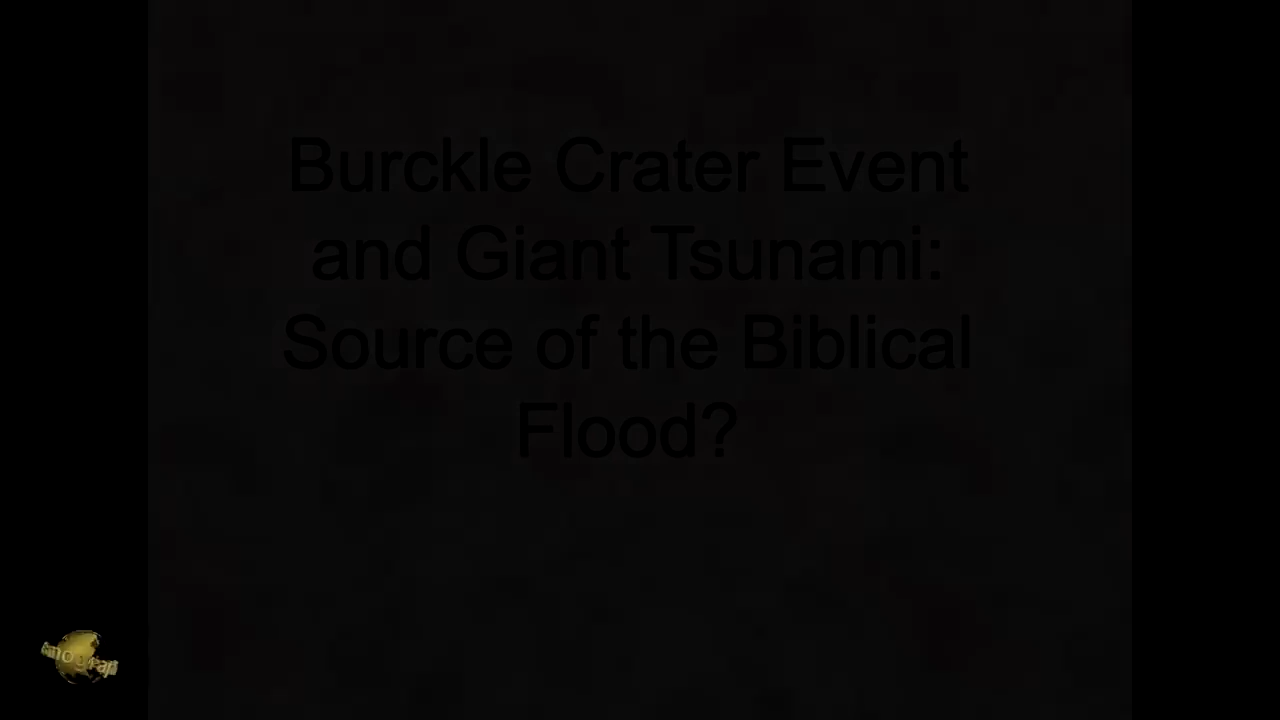 Burckle Crater Event
and Giant Tsunami:
Source of the Biblical
Flood?